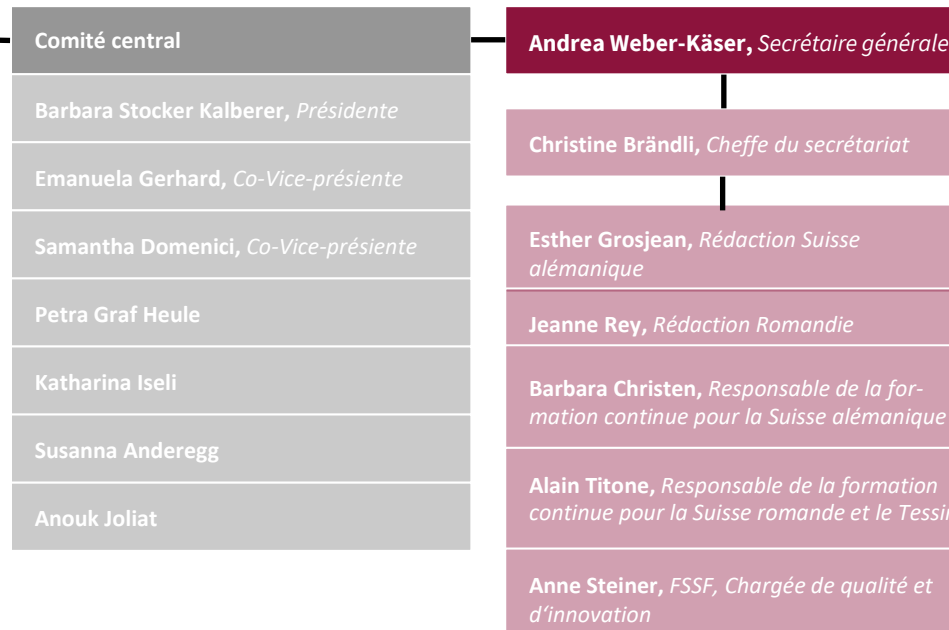 Comité central
Barbara Stocker Kalberer, Présidente
Emanuela Gerhard, Co-Vice-présiente
Samantha Domenici, Co-Vice-présiente
Petra Graf Heule
Katharina Iseli
Susanna Anderegg
Anouk Joliat
Andrea Weber-Käser, Secrétaire générale
Christine Brändli, Cheffe du secrétariat
Esther Grosjean, Rédaction Suisse
alémanique
Jeanne Rey, Rédaction Romandie
Barbara Christen, Responsable de la for-
mation continue pour la Suisse alémanique
Alain Titone, Responsable de la formation
continue pour la Suisse romande et le Tessin
Anne Steiner, FSSF, Chargée de qualité et
d‘innovation